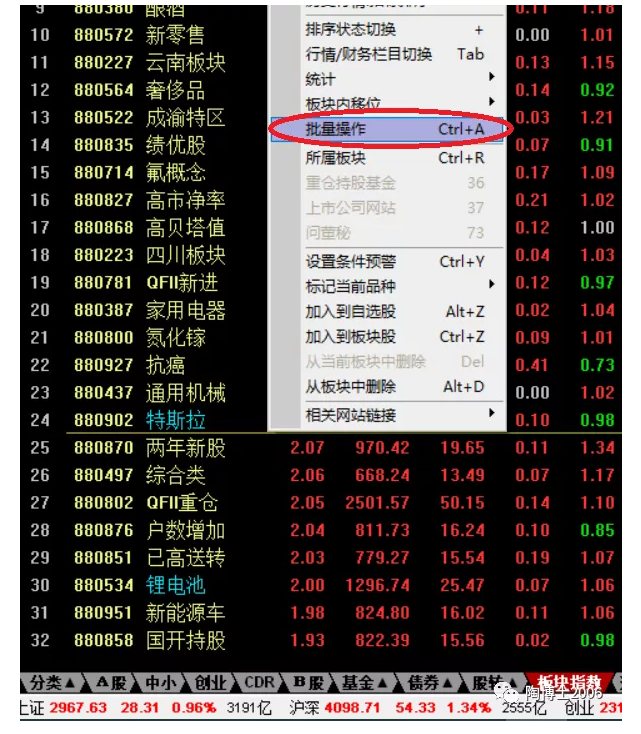 9 880380 酿酒 0.11 1.18
10 880572 新零售 排序状态切换 + 0.00 1.01
11 880227 云南板块 行情/财务栏目切换 Tab 0.13 1.15
统计
12 880564 奢侈品 板块内移位 0.14 0.92
13 880522 成渝特区 批量操作 Ctrl+A 0.03 1.21
14 880835 绩优股 所属板块 Ctrl+R 0.07 0.91
15 880714 氟概念 重仓持股基金 36 0.17 1.09
16 880827 高市净率 上市公司网站 37 0.21 1.02
17 880868 高贝塔值 问董秘 73 0.12 1.00
18 880223 四川板块 设置条件预警 Ctrl+Y 0.04 1.03
19 880781 QFII新进 标记当前品种 0.12 0.97
20 880387 家用电器 加入到自选股 Alt+Z 0.02 1.04
21 880800 氮化镓 加入到板块股 Ctrl+Z 0.09 1.01
22 880927 抗癌 从当前板块中删除 Del 0.41 0.73
23 880437 通用机械 从板块中删除 Alt+D 0.00 1.02
24 880902 特斯拉 相关网站链接 0.10 0.98
25 880870 两年新股 2.07 970.42 19.65 0.11 1.34
26 880497 综合类 2.06 668.24 13.49 0.07 1.17
27 880802 QFII重仓 2.05 2501.57 50.15 0.14 1.10
28 880876 户数增加 2.04 811.73 16.24 0.10 0.85
29 880851 已高送转 2.03 779.27 15.54 0.19 1.07
30 880534 锂电池 2.00 1296.74 25.47 0.07 1.06
31 880951 新能源车 1.98 824.80 16.02 0.11 1.06
32 880858 国开持股 1.93 822.39 15.56 0.02 0.98
分类▲ A股 中小 创业 CDR B股 基金▲ 债券▲ 股转 板块指数
陶博士2006
上证 2967.63 28.31 0.96% 3191亿 沪深 4098.71 54.33 1.34% 2555亿 创业 231